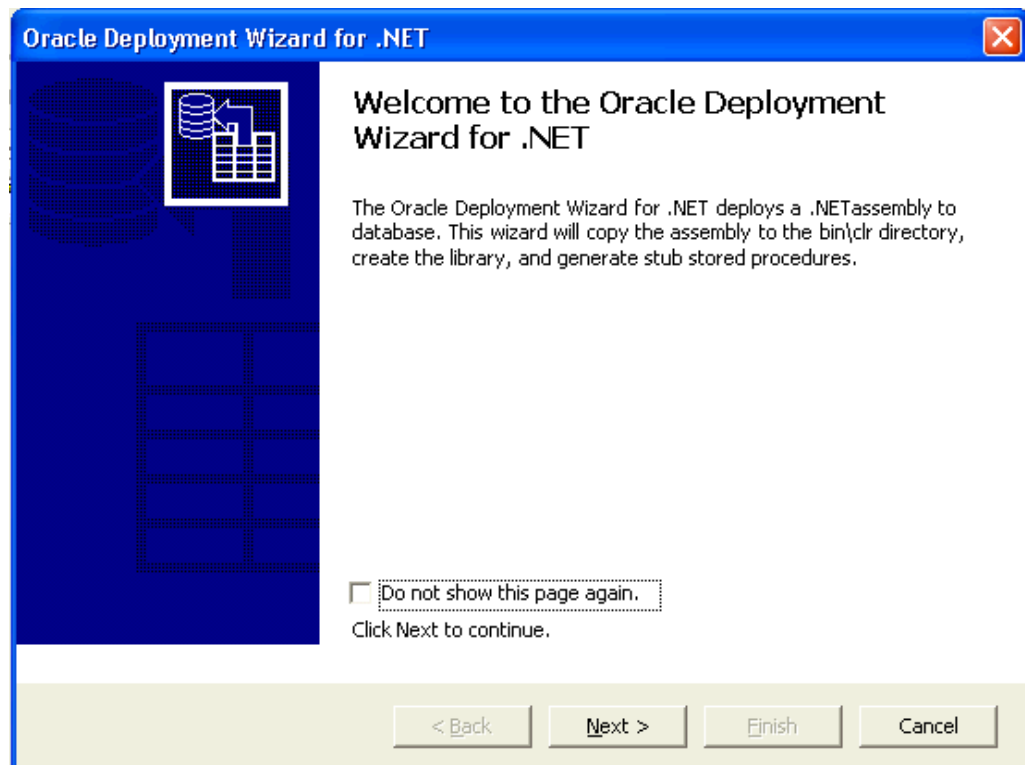 Oracle Deployment Wizard for .NET
Welcome to the Oracle Deployment
Wizard for .NET
The Oracle Deployment Wizard for .NET deploys a .NETassembly to
database. This wizard will copy the assembly to the bin\clr directory,
create the library, and generate stub stored procedures.
Do not show this page again.
Click Next to continue.
< Back Next > Finish Cancel